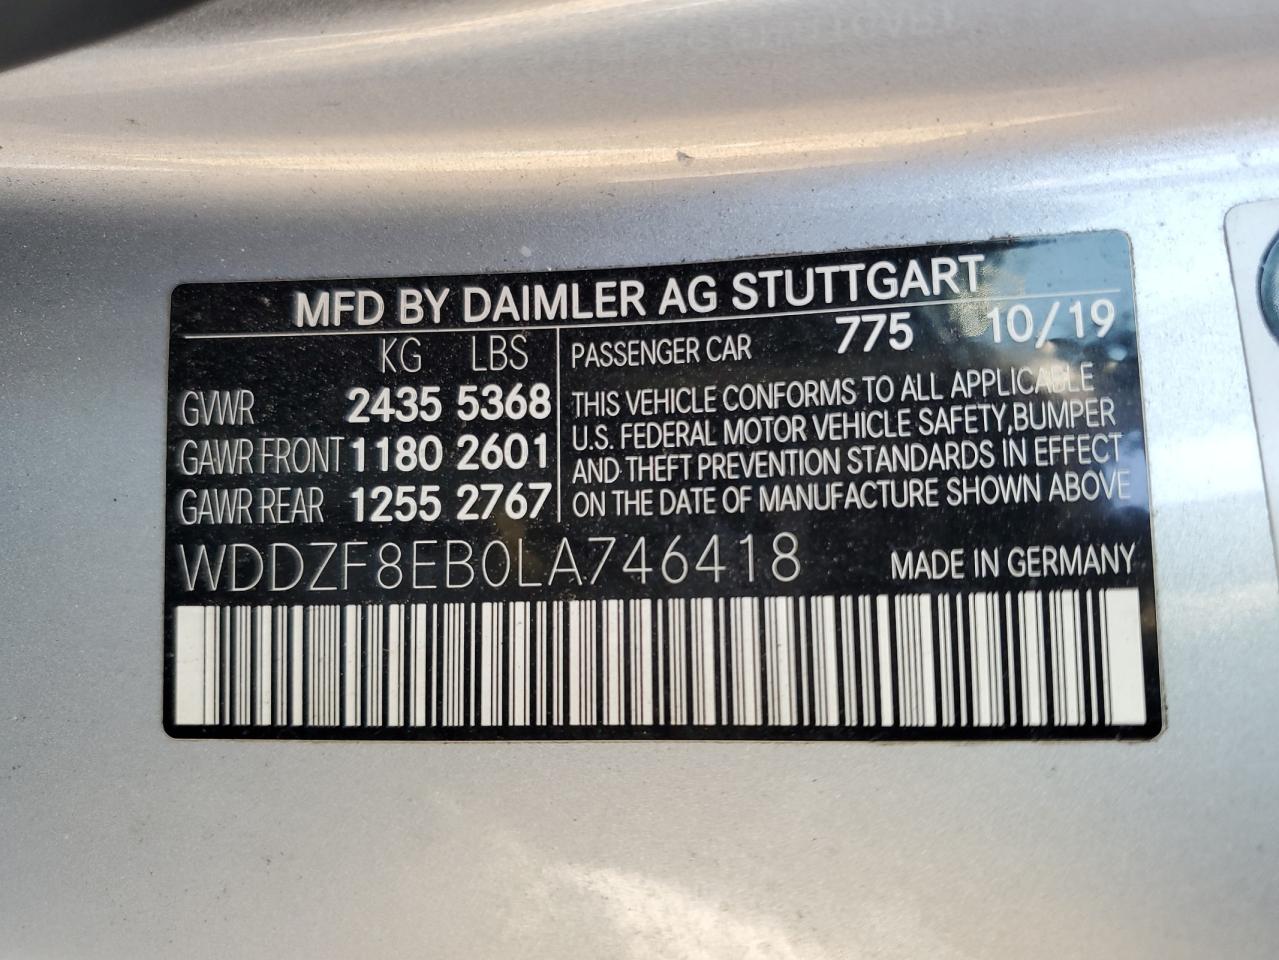 MFD BY DAIMLER AG STUTTGART
KG LBS
GVWR 2435 5368
GAWR FRONT 1180 2601
GAWR REAR 1255 2767
PASSENGER CAR 775 10/19
THIS VEHICLE CONFORMS TO ALL APPLICABLE
U.S. FEDERAL MOTOR VEHICLE SAFETY,BUMPER
AND THEFT PREVENTION STANDARDS IN EFFECT
ON THE DATE OF MANUFACTURE SHOWN ABOVE
WDDZF8EB0LA746418 MADE IN GERMANY